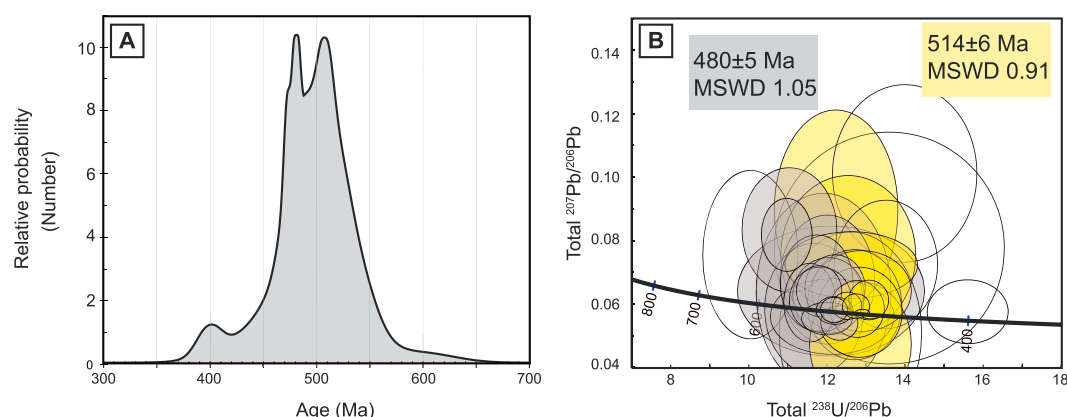 A
Relative probability
(Number)
10
8
6
4
2
0
300
400
500
600
700
Age (Ma)
B
480±5 Ma
MSWD 1.05
514±6 Ma
MSWD 0.91
Total ²⁰⁷Pb/²⁰⁶Pb
0.14
0.12
0.10
0.08
0.06
0.04
800
700
600
400
8
10
12
14
16
18
Total ²³⁸U/²⁰⁶Pb